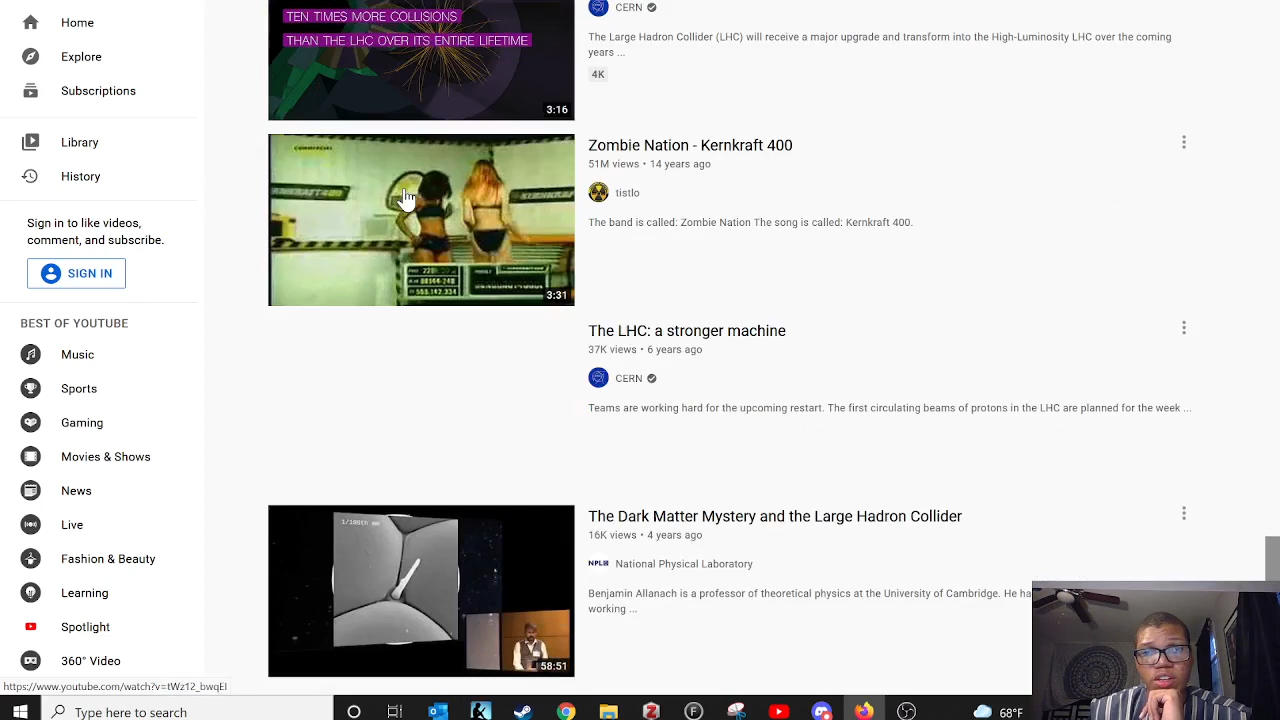 Home
Explore
Subscriptions
Library
History
Sign in to like videos,
comment, and subscribe.
SIGN IN
BEST OF YOUTUBE
Music
Sports
Gaming
Movies & Shows
News
Live
Fashion & Beauty
Learning
Spotlight
360° Video
https://www.youtube.com/watch?v=tWz12_bwqEI
TEN TIMES MORE COLLISIONS
THAN THE LHC OVER ITS ENTIRE LIFETIME
3:16
CERN
The Large Hadron Collider (LHC) will receive a major upgrade and transform into the High-Luminosity LHC over the coming
years ...
4K
KERNKRAFT400
3:31
Zombie Nation - Kernkraft 400
51M views • 14 years ago
tistlo
The band is called: Zombie Nation The song is called: Kernkraft 400.
The LHC: a stronger machine
37K views • 6 years ago
CERN
Teams are working hard for the upcoming restart. The first circulating beams of protons in the LHC are planned for the week ...
1/100th mm
58:51
The Dark Matter Mystery and the Large Hadron Collider
16K views • 4 years ago
NPL
National Physical Laboratory
Benjamin Allanach is a professor of theoretical physics at the University of Cambridge. He ha
working ...
Type here to search
68°F